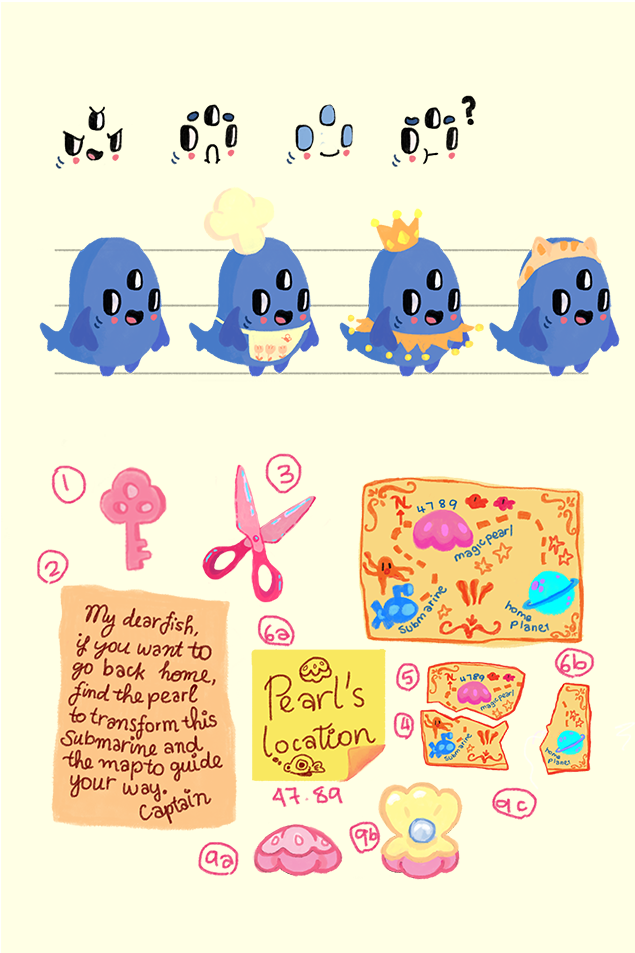 ?
1
3
2
My dear fish,
if you want to
go back home,
find the pearl
to transform this
submarine and
the map to guide
your way.
Captain
N
4789
magic pearl
submarine
home
planet
6a
Pearl's
location
47.89
5
4789
magic pearl
4
submarine
6b
home
planet
9a
9b
9c